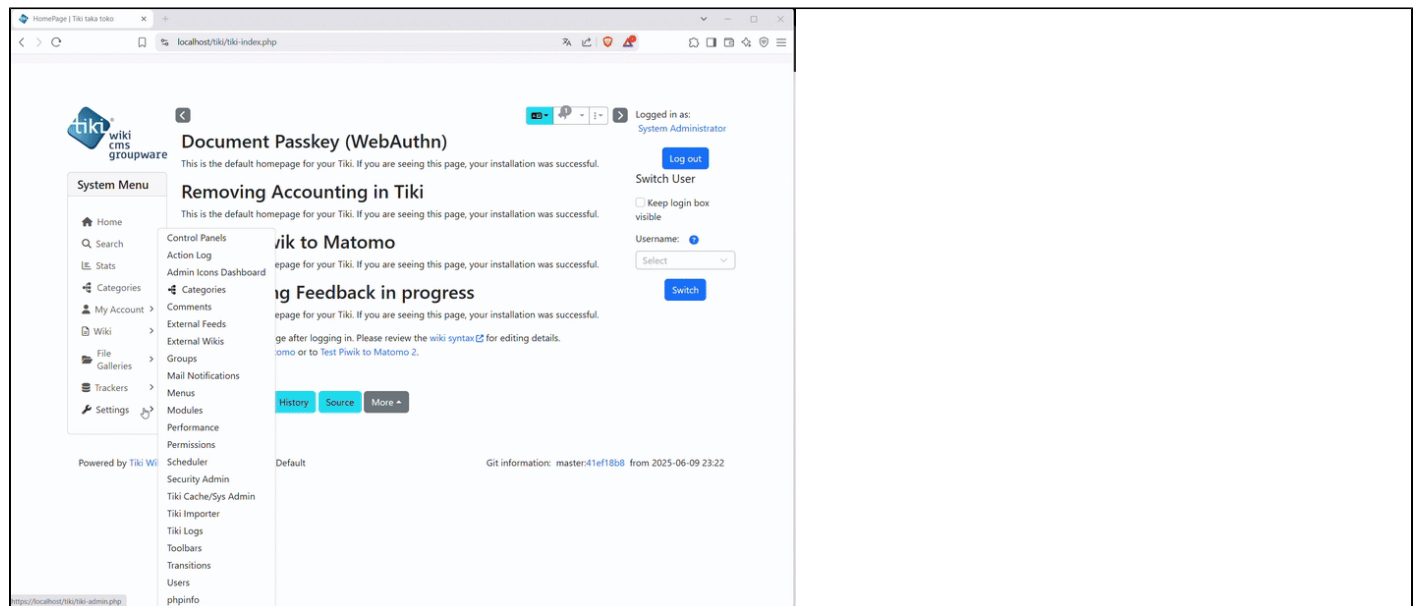 HomePage | Tiki taka toko
localhost/tiki/tiki-index.php
tiki
wiki
cms
groupware
System Menu
Home
Search
Stats
Categories
My Account
Wiki
File
Galleries
Trackers
Settings
Control Panels
Action Log
Admin Icons Dashboard
Categories
Comments
External Feeds
External Wikis
Groups
Mail Notifications
Menus
Modules
Performance
Permissions
Scheduler
Security Admin
Tiki Cache/Sys Admin
Tiki Importer
Tiki Logs
Toolbars
Transitions
Users
phpinfo
1
Document Passkey (WebAuthn)
This is the default homepage for your Tiki. If you are seeing this page, your installation was successful.
Removing Accounting in Tiki
This is the default homepage for your Tiki. If you are seeing this page, your installation was successful.
vik to Matomo
epage for your Tiki. If you are seeing this page, your installation was successful.
ng Feedback in progress
epage for your Tiki. If you are seeing this page, your installation was successful.
ge after logging in. Please review the wiki syntax for editing details.
omo or to Test Piwik to Matomo 2.
History Source More
Logged in as:
System Administrator
Log out
Switch User
Keep login box
visible
Username: ?
Select
Switch
Powered by Tiki Wi Default Git information: master:41ef18b8 from 2025-06-09 23:22
https://localhost/tiki/tiki-admin.php